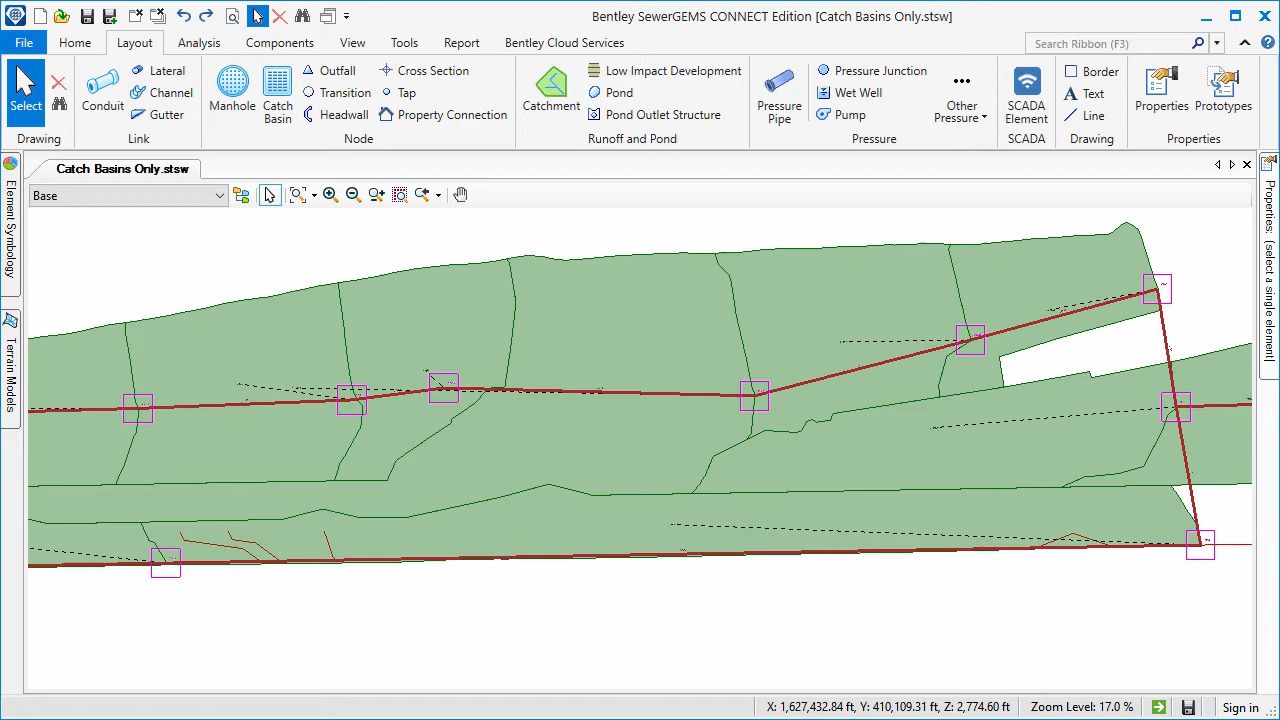 Bentley SewerGEMS CONNECT Edition [Catch Basins Only.stsw]
File Home Layout Analysis Components View Tools Report Bentley Cloud Services Search Ribbon (F3)
Select Conduit Lateral Channel Gutter Manhole Catch Basin Outfall Transition Headwall Cross Section Tap Property Connection Catchment Low Impact Development Pond Pond Outlet Structure Pressure Pipe Pressure Junction Wet Well Pump Other Pressure SCADA Element Border Text Line Properties Prototypes
Drawing Link Node Runoff and Pond Pressure SCADA Drawing Properties
Catch Basins Only.stsw
Base
Element Symbology
Terrain Models
Properties: (select a single element)
X: 1,627,432.84 ft, Y: 410,109.31 ft, Z: 2,774.60 ft Zoom Level: 17.0 % Sign in